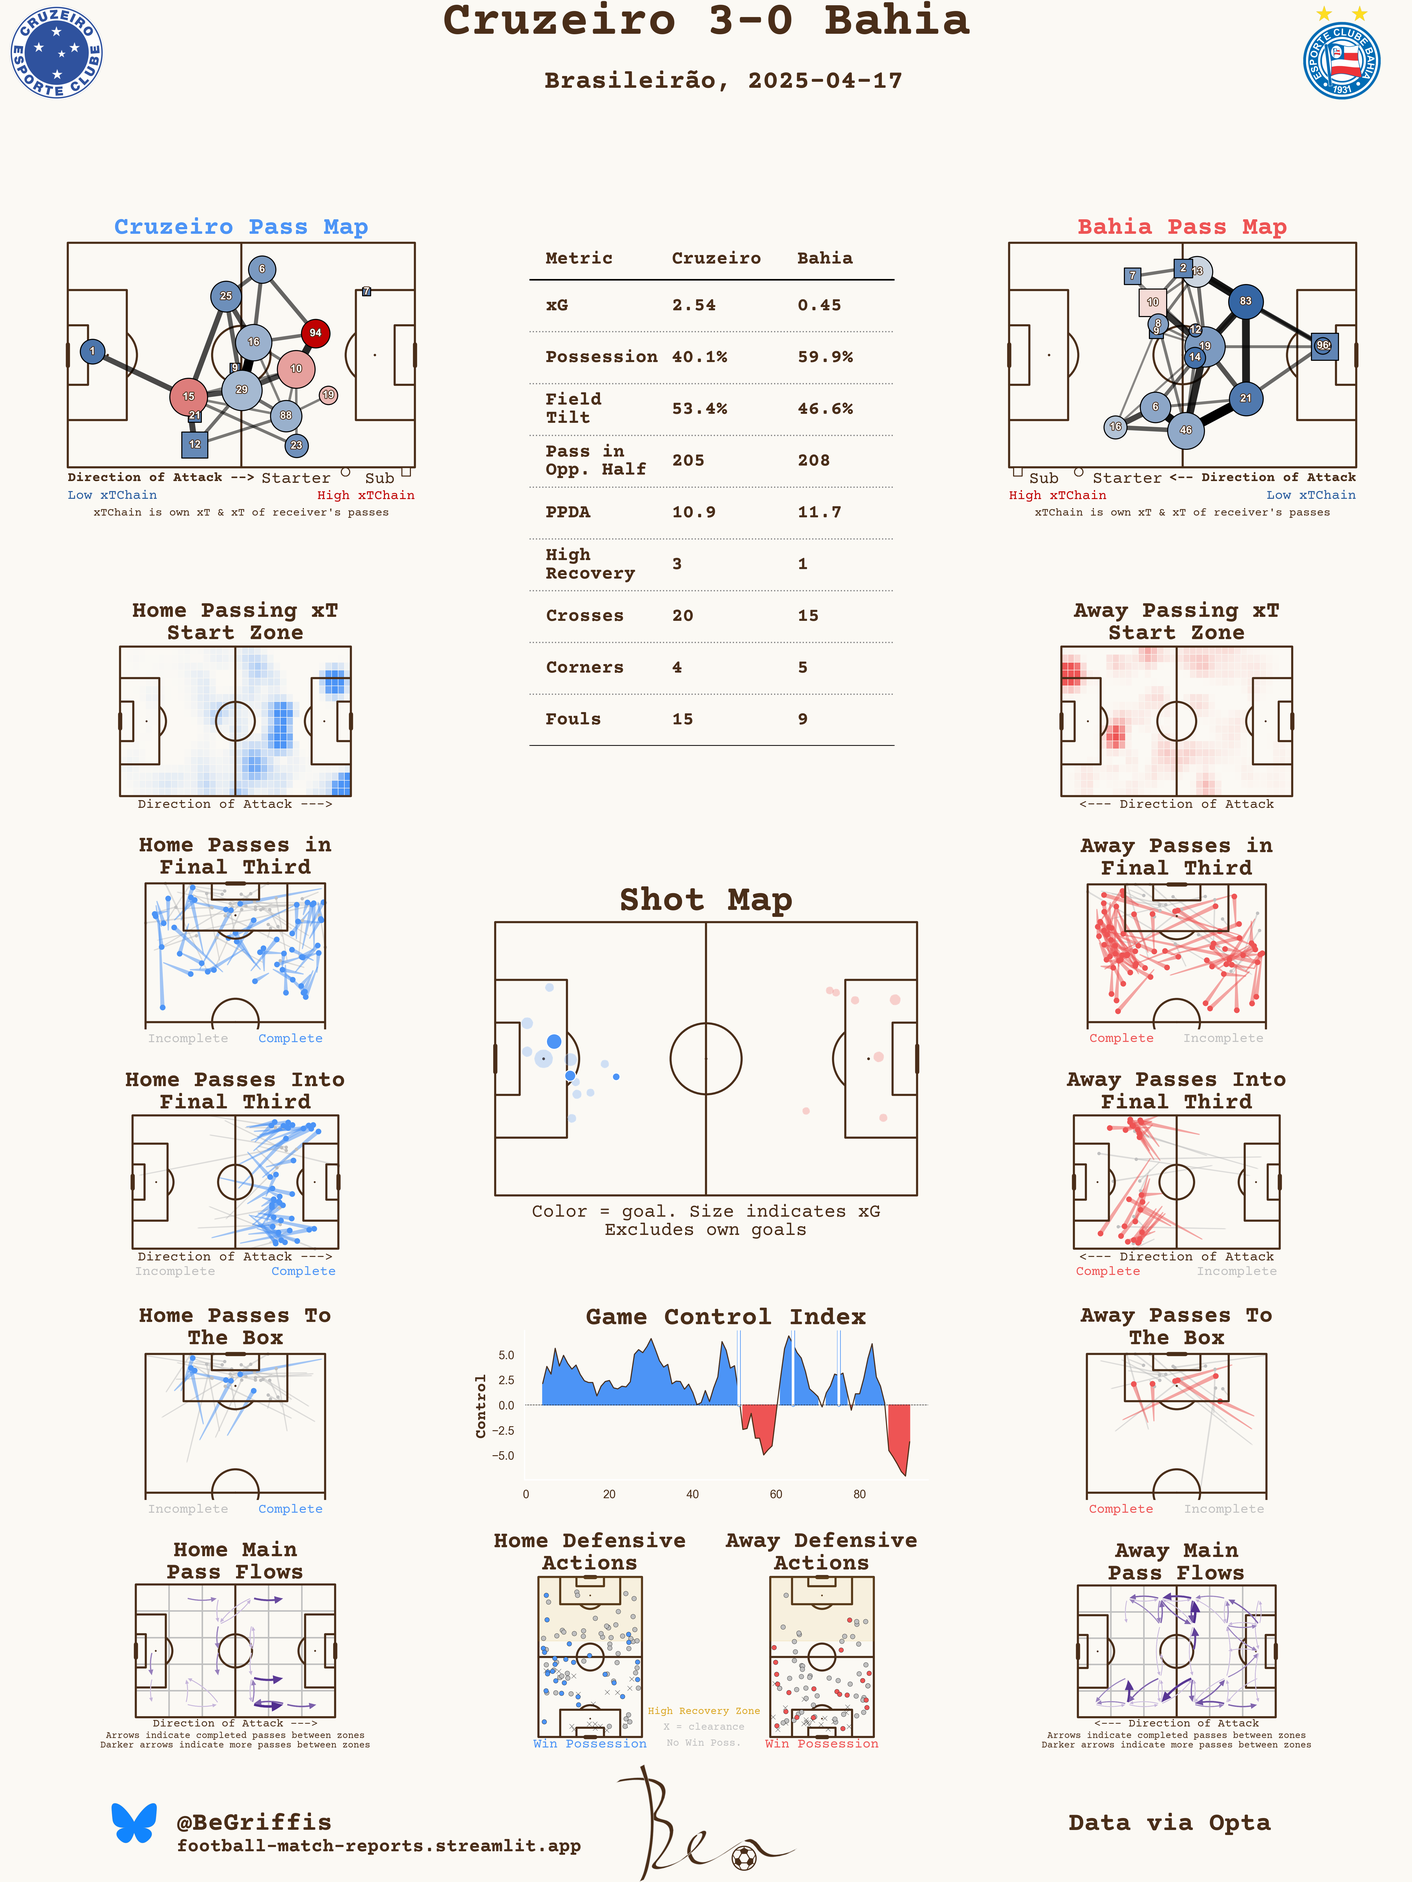 Cruzeiro 3-0 Bahia
Brasileirão, 2025-04-17
CRUZEIRO
ESPORTE CLUBE
ESPORTE CLUBE BAHIA
1931
Cruzeiro Pass Map
6
25
7
94
16
1
9
10
15
29
19
21
88
12
23
Direction of Attack --> Starter Sub
Low xTChain High xTChain
xTChain is own xT & xT of receiver's passes
Metric Cruzeiro Bahia
xG 2.54 0.45
Possession 40.1% 59.9%
Field
Tilt 53.4% 46.6%
Pass in
Opp. Half 205 208
PPDA 10.9 11.7
High
Recovery 3 1
Crosses 20 15
Corners 4 5
Fouls 15 9
Bahia Pass Map
7
2
13
10
83
8
9
12
19
96
14
6
21
16
46
Sub Starter <-- Direction of Attack
High xTChain Low xTChain
xTChain is own xT & xT of receiver's passes
Home Passing xT
Start Zone
Direction of Attack --->
Away Passing xT
Start Zone
<--- Direction of Attack
Home Passes in
Final Third
Incomplete Complete
Away Passes in
Final Third
Complete Incomplete
Shot Map
Color = goal. Size indicates xG
Excludes own goals
Home Passes Into
Final Third
Direction of Attack --->
Incomplete Complete
Away Passes Into
Final Third
<--- Direction of Attack
Complete Incomplete
Home Passes To
The Box
Incomplete Complete
Game Control Index
Control
5.0
2.5
0.0
−2.5
−5.0
0 20 40 60 80
Away Passes To
The Box
Complete Incomplete
Home Main
Pass Flows
Direction of Attack --->
Arrows indicate completed passes between zones
Darker arrows indicate more passes between zones
Home Defensive
Actions
Win Possession
High Recovery Zone
X = clearance
No Win Poss.
Away Defensive
Actions
Win Possession
Away Main
Pass Flows
<--- Direction of Attack
Arrows indicate completed passes between zones
Darker arrows indicate more passes between zones
@BeGriffis
football-match-reports.streamlit.app
Ben
Data via Opta